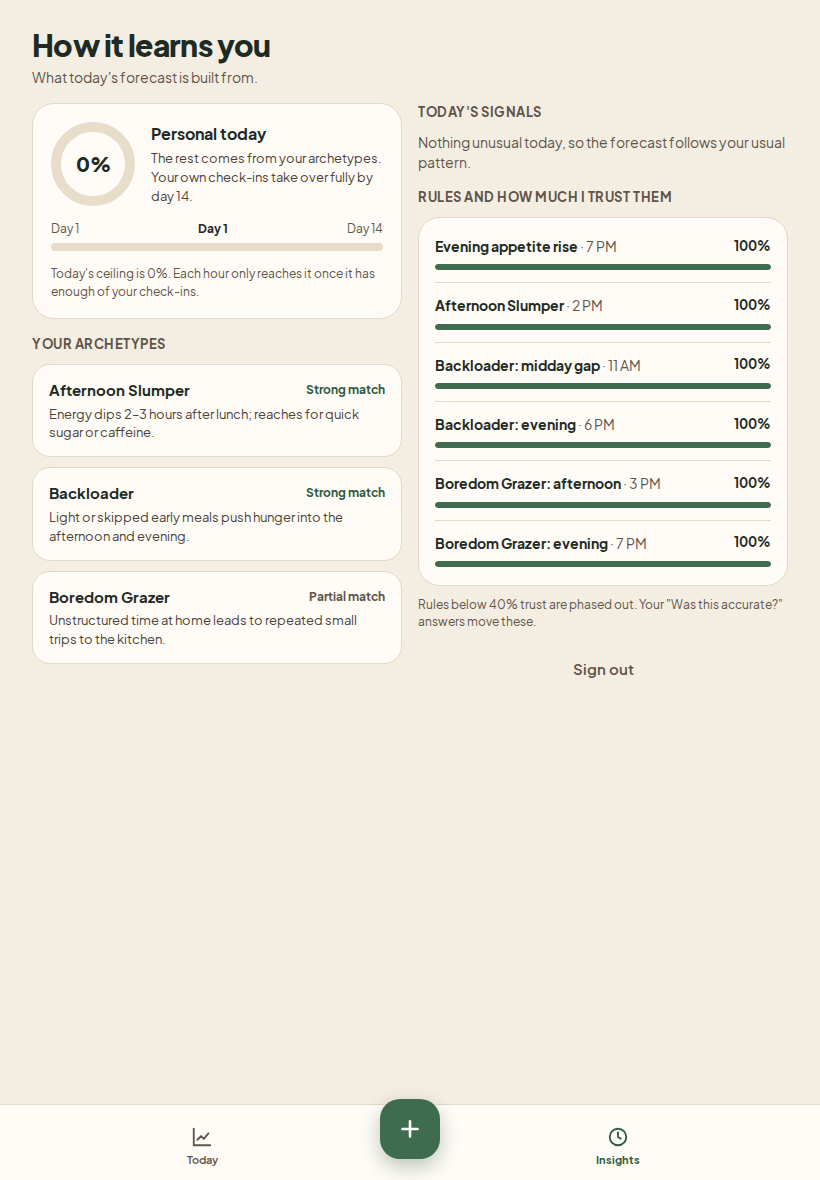 How it learns you
What today's forecast is built from.
0%
Personal today
The rest comes from your archetypes.
Your own check-ins take over fully by
day 14.
Day 1
Day 1
Day 14
Today's ceiling is 0%. Each hour only reaches it once it has
enough of your check-ins.
YOUR ARCHETYPES
Afternoon Slumper
Strong match
Energy dips 2–3 hours after lunch; reaches for quick
sugar or caffeine.
Backloader
Strong match
Light or skipped early meals push hunger into the
afternoon and evening.
Boredom Grazer
Partial match
Unstructured time at home leads to repeated small
trips to the kitchen.
TODAY'S SIGNALS
Nothing unusual today, so the forecast follows your usual
pattern.
RULES AND HOW MUCH I TRUST THEM
Evening appetite rise · 7 PM 100%
Afternoon Slumper · 2 PM 100%
Backloader: midday gap · 11 AM 100%
Backloader: evening · 6 PM 100%
Boredom Grazer: afternoon · 3 PM 100%
Boredom Grazer: evening · 7 PM 100%
Rules below 40% trust are phased out. Your "Was this accurate?"
answers move these.
Sign out
Today
Insights